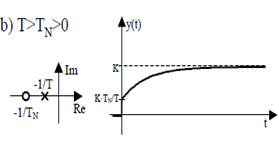 b) T>T_N>0
y(t)
K
Im
-1/T
Re
-1/T_N
K·T_N/T
t